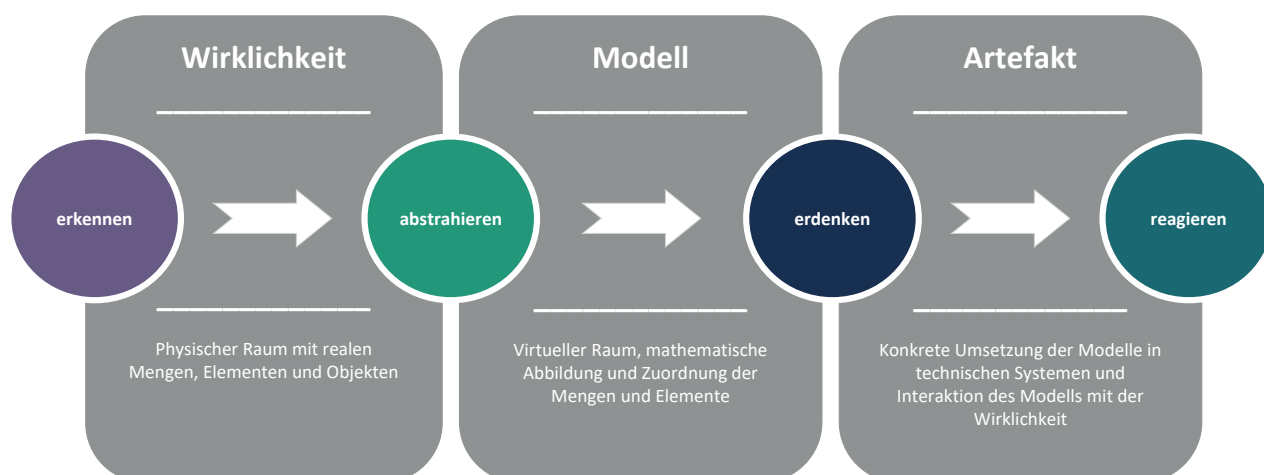 Wirklichkeit
Modell
Artefakt
erkennen
abstrahieren
erdenken
reagieren
Physischer Raum mit realen
Mengen, Elementen und Objekten
Virtueller Raum, mathematische
Abbildung und Zuordnung der
Mengen und Elemente
Konkrete Umsetzung der Modelle in
technischen Systemen und
Interaktion des Modells mit der
Wirklichkeit